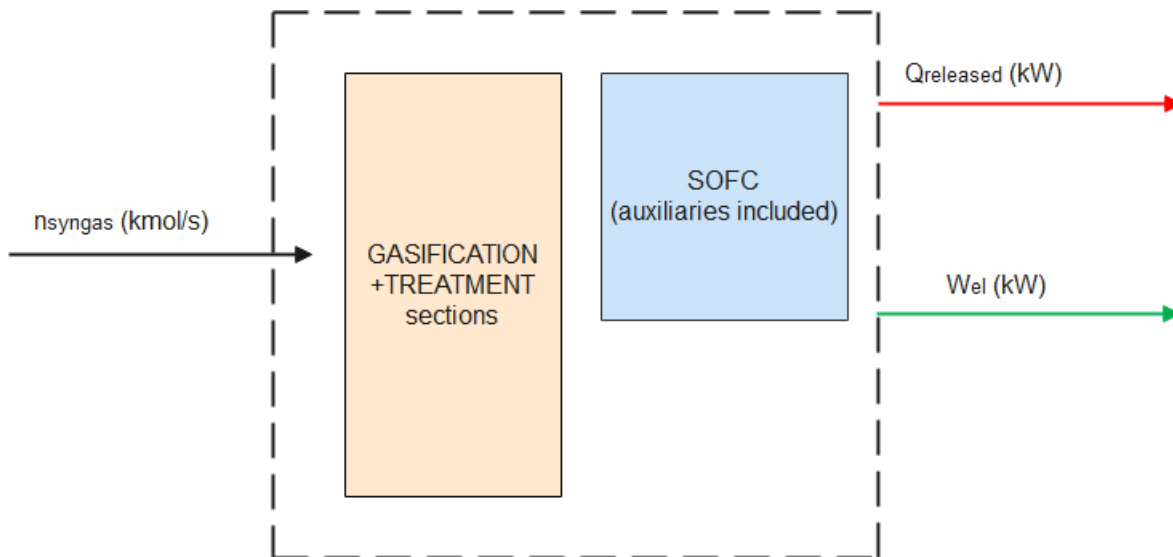 nsyngas (kmol/s)
GASIFICATION
+TREATMENT
sections
SOFC
(auxiliaries included)
Qreleased (kW)
Wel (kW)